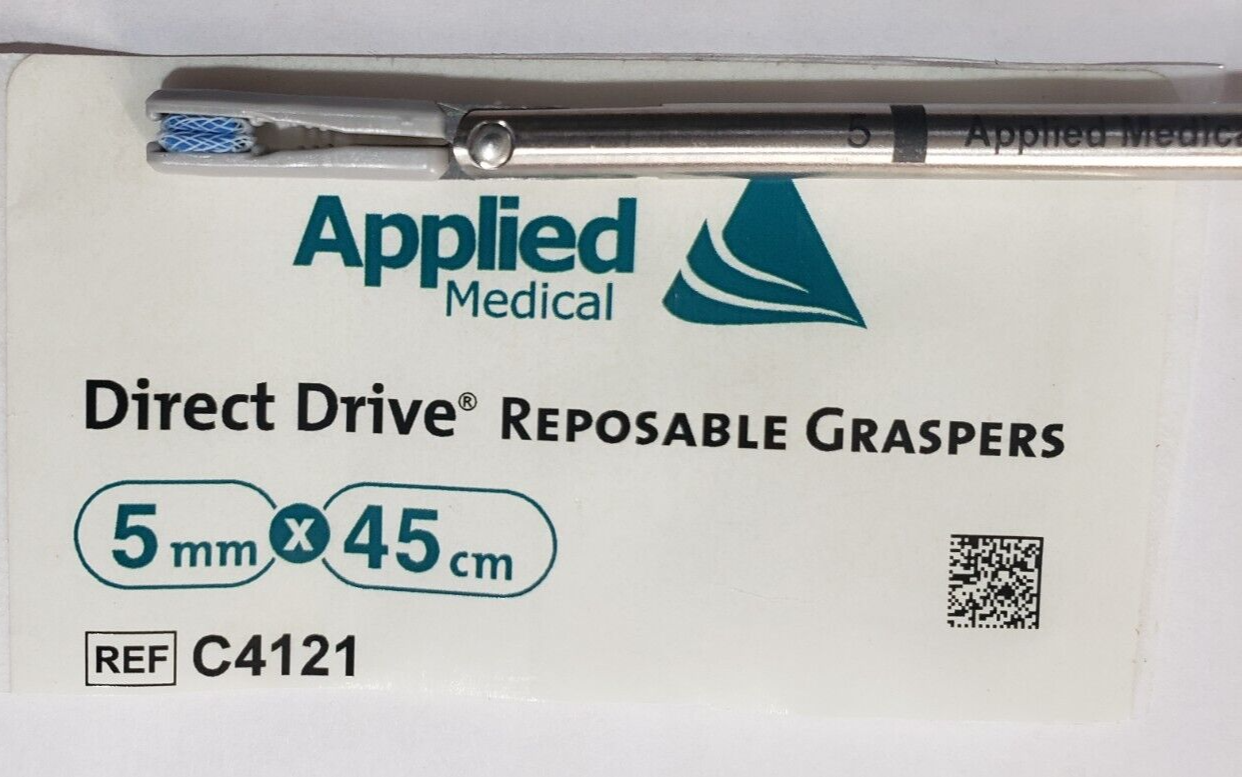 5 Applied Medica
Applied
Medical
Direct Drive® REPOSABLE GRASPERS
5 mm x 45 cm
REF C4121